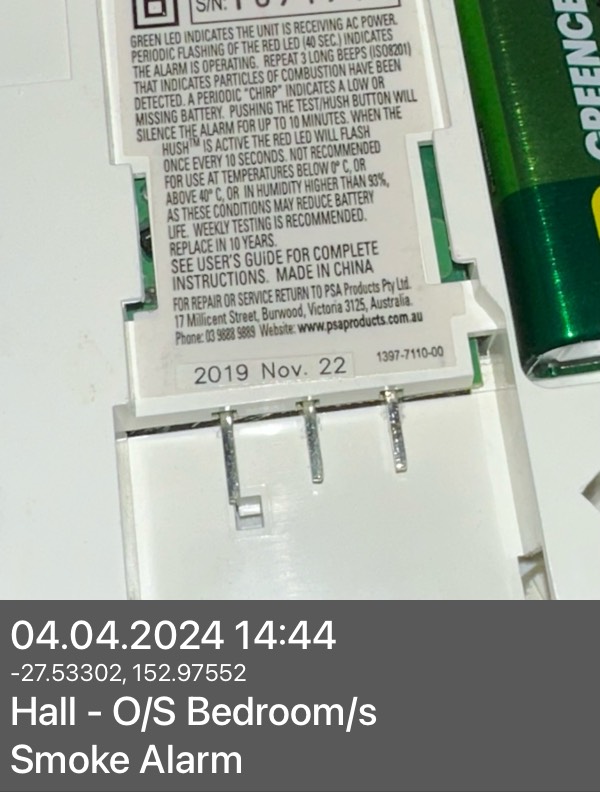 S/N:
GREEN LED INDICATES THE UNIT IS RECEIVING AC POWER.
PERIODIC FLASHING OF THE RED LED (40 SEC.) INDICATES
THE ALARM IS OPERATING. REPEAT 3 LONG BEEPS (ISO8201)
THAT INDICATES PARTICLES OF COMBUSTION HAVE BEEN
DETECTED. A PERIODIC "CHIRP" INDICATES A LOW OR
MISSING BATTERY. PUSHING THE TEST/HUSH BUTTON WILL
SILENCE THE ALARM FOR UP TO 10 MINUTES. WHEN THE
HUSH™ IS ACTIVE THE RED LED WILL FLASH
ONCE EVERY 10 SECONDS. NOT RECOMMENDED
FOR USE AT TEMPERATURES BELOW 0° C, OR
ABOVE 40° C, OR IN HUMIDITY HIGHER THAN 93%,
AS THESE CONDITIONS MAY REDUCE BATTERY
LIFE. WEEKLY TESTING IS RECOMMENDED.
REPLACE IN 10 YEARS.
SEE USER'S GUIDE FOR COMPLETE
INSTRUCTIONS. MADE IN CHINA
FOR REPAIR OR SERVICE RETURN TO PSA Products Pty Ltd.
17 Millicent Street, Burwood, Victoria 3125, Australia.
Phone: 03 9888 9889 Website: www.psaproducts.com.au
1397-7110-00
2019 Nov. 22
GREENCE
04.04.2024 14:44
-27.53302, 152.97552
Hall - O/S Bedroom/s
Smoke Alarm